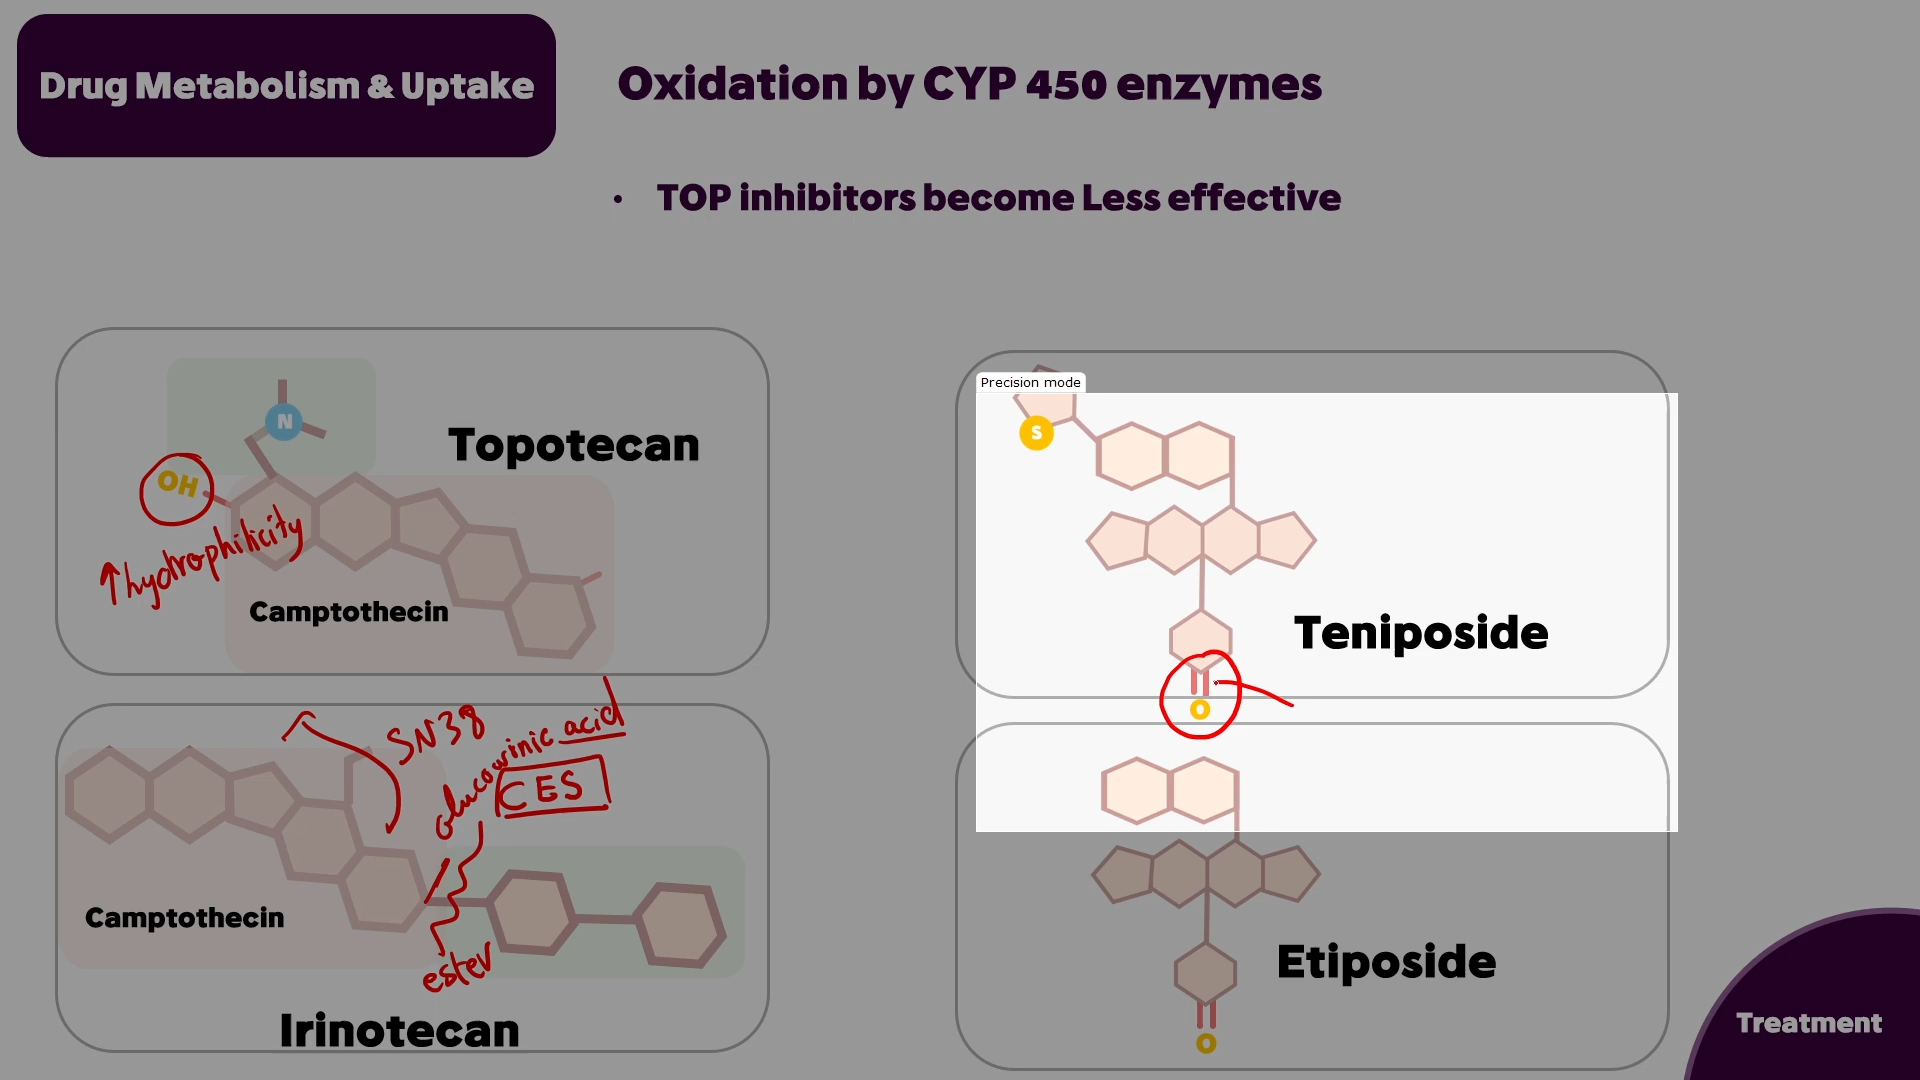 Drug Metabolism & Uptake
Oxidation by CYP 450 enzymes
• TOP inhibitors become Less effective
N
OH
Topotecan
↑hydrophilicity
Camptothecin
Precision mode
S
Teniposide
O
SN38
glucourinic acid
CES
Camptothecin
ester
Irinotecan
Etiposide
O
Treatment